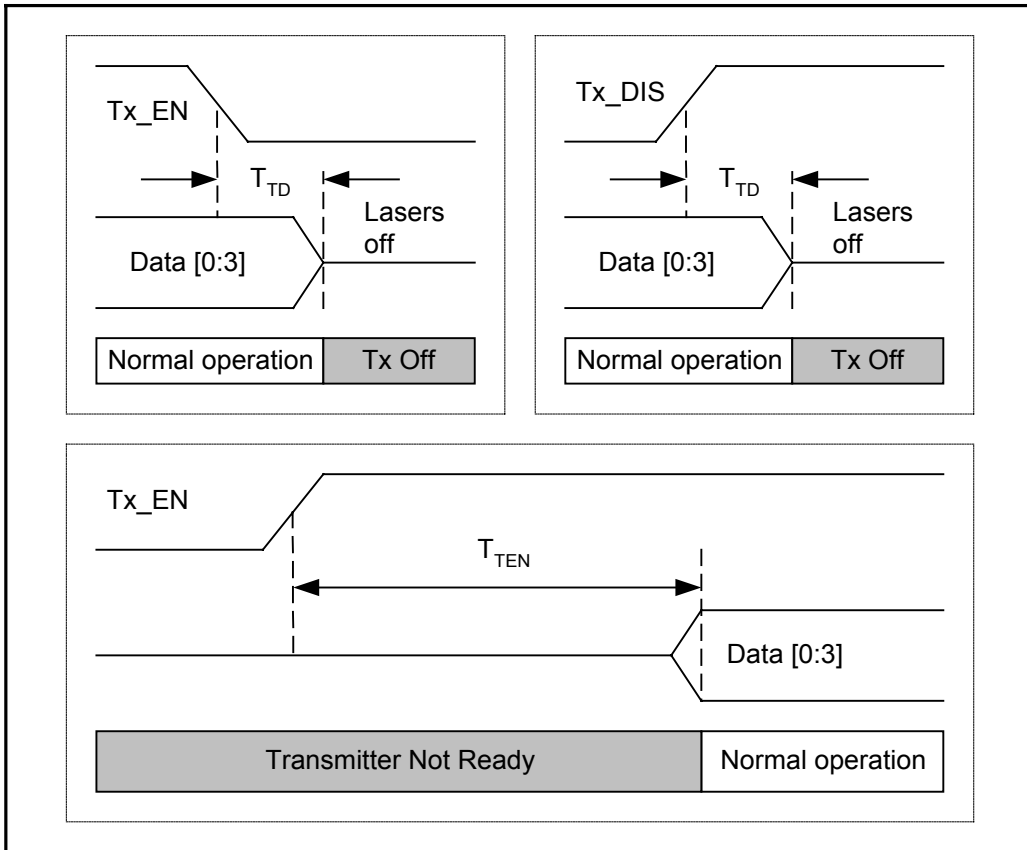 Tx_EN
T_TD
Lasers
off
Data [0:3]
Normal operation
Tx Off
Tx_DIS
T_TD
Lasers
off
Data [0:3]
Normal operation
Tx Off
Tx_EN
T_TEN
Data [0:3]
Transmitter Not Ready
Normal operation